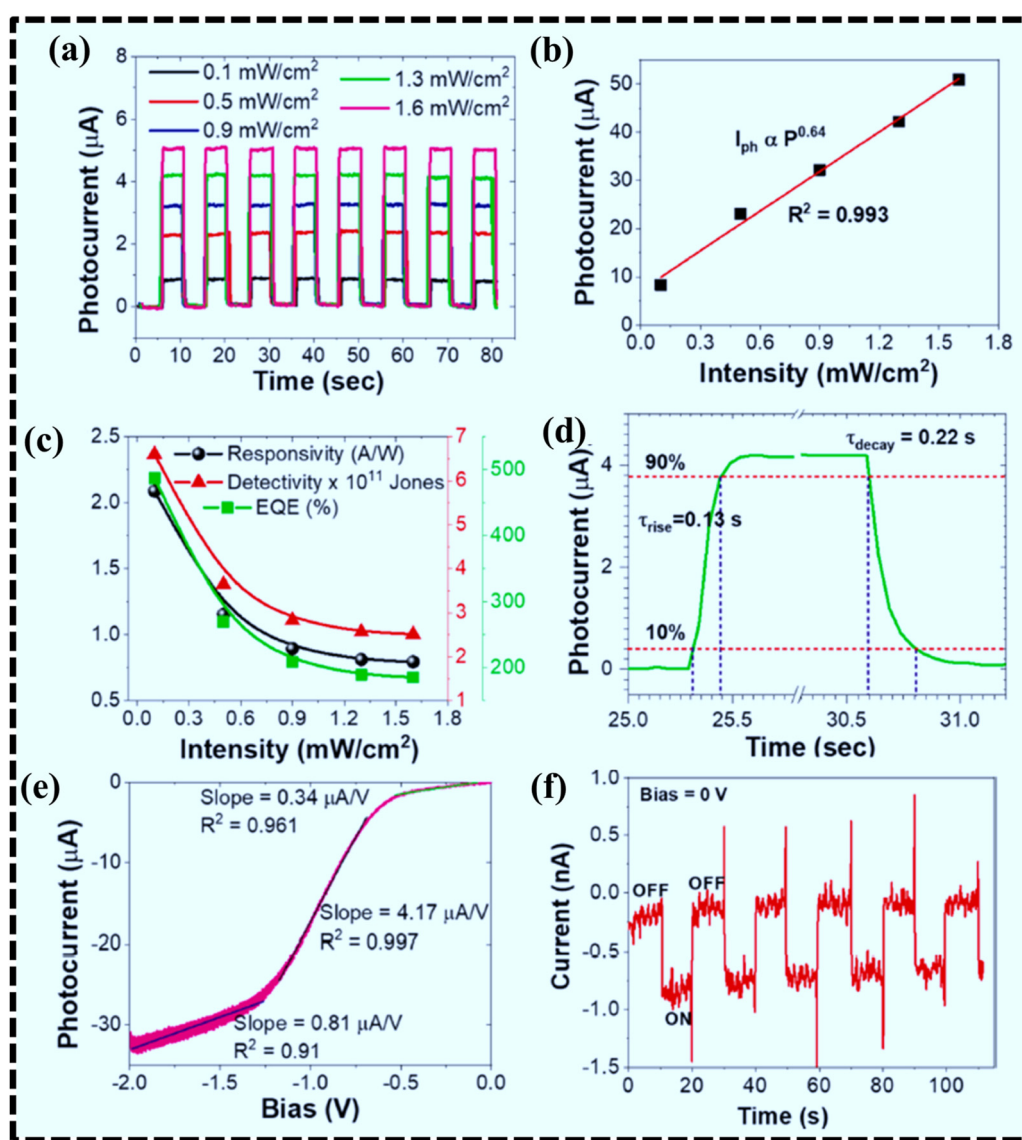 (a)
Photocurrent (μA)
8
6
4
2
0
0.1 mW/cm²
0.5 mW/cm²
0.9 mW/cm²
1.3 mW/cm²
1.6 mW/cm²
0 10 20 30 40 50 60 70 80
Time (sec)
(b)
Photocurrent (μA)
50
40
30
20
10
0
I_ph α P^0.64
R² = 0.993
0.0 0.3 0.6 0.9 1.2 1.5 1.8
Intensity (mW/cm²)
(c)
2.5
2.0
1.5
1.0
0.5
Responsivity (A/W)
Detectivity x 10¹¹ Jones
EQE (%)
7
6
5
4
3
2
1
500
400
300
200
0.0 0.3 0.6 0.9 1.2 1.5 1.8
Intensity (mW/cm²)
(d)
Photocurrent (μA)
4
2
0
τ_decay = 0.22 s
90%
τ_rise=0.13 s
10%
25.0 25.5 30.5 31.0
Time (sec)
(e)
Photocurrent (μA)
0
-10
-20
-30
Slope = 0.34 μA/V
R² = 0.961
Slope = 4.17 μA/V
R² = 0.997
Slope = 0.81 μA/V
R² = 0.91
-2.0 -1.5 -1.0 -0.5 0.0
Bias (V)
(f)
Current (nA)
1.0
0.5
0.0
-0.5
-1.0
-1.5
Bias = 0 V
OFF OFF
ON
0 20 40 60 80 100
Time (s)